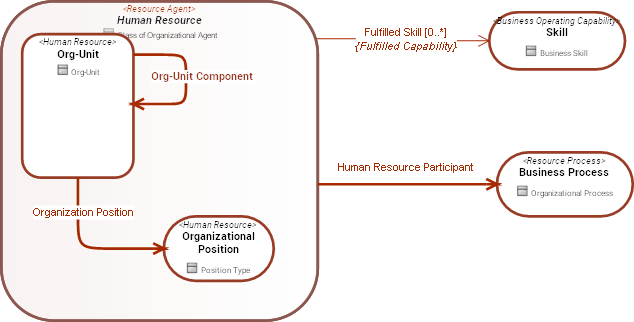 <Resource Agent>
Human Resource
Class of Organizational Agent
<Human Resource>
Org-Unit
Org-Unit
Org-Unit Component
Organization Position
<Human Resource>
Organizational
Position
Position Type
Fulfilled Skill [0..*]
{Fulfilled Capability}
<Business Operating Capability>
Skill
Business Skill
Human Resource Participant
<Resource Process>
Business Process
Organizational Process